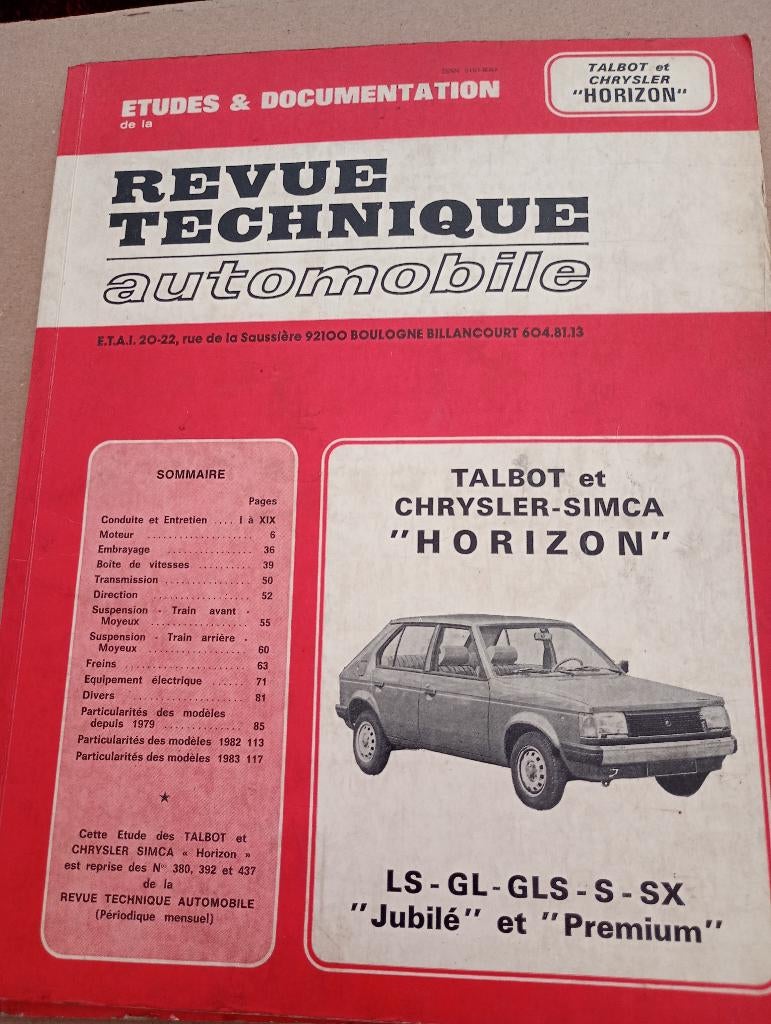 ETUDES & DOCUMENTATION
de la
TALBOT et
CHRYSLER
"HORIZON"
REVUE
TECHNIQUE
automobile
E.T.A.I. 20-22, rue de la Saussière 92100 BOULOGNE BILLANCOURT 604.81.13
SOMMAIRE
Pages
Conduite et Entretien .... I à XIX
Moteur ................... 6
Embrayage ............... 36
Boîte de vitesses .......... 39
Transmission ............... 50
Direction ................. 52
Suspension - Train avant -
Moyeux ................. 55
Suspension - Train arrière -
Moyeux ................. 60
Freins .................... 63
Equipement électrique ...... 71
Divers .................... 81
Particularités des modèles
depuis 1979 .............. 85
Particularités des modèles 1982 113
Particularités des modèles 1983 117
Cette Etude des TALBOT et
CHRYSLER SIMCA « Horizon »
est reprise des N° 380, 392 et 437
de la
REVUE TECHNIQUE AUTOMOBILE
(Périodique mensuel)
TALBOT et
CHRYSLER-SIMCA
"HORIZON"
LS - GL - GLS - S - SX
"Jubilé" et "Premium"